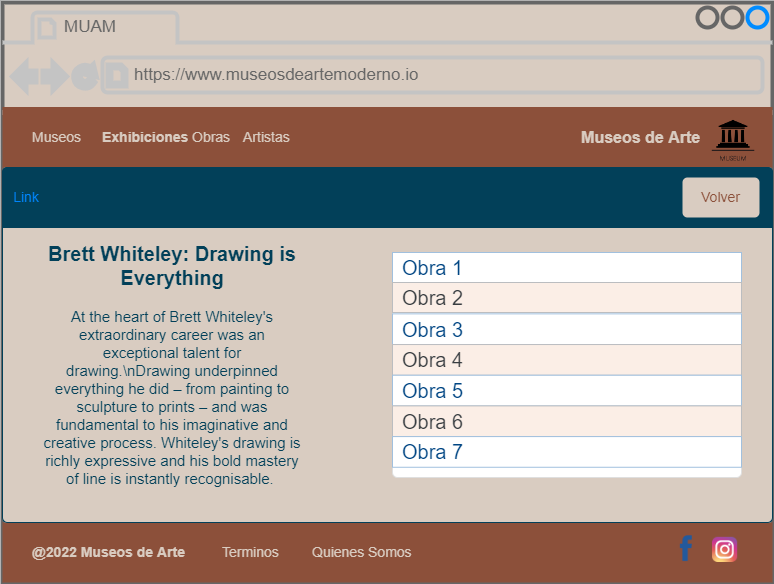 MUAM
https://www.museosdeartemoderno.io
Museos Exhibiciones Obras Artistas Museos de Arte
MUSEUM
Link Volver
Brett Whiteley: Drawing is
Everything
At the heart of Brett Whiteley's
extraordinary career was an
exceptional talent for
drawing.\nDrawing underpinned
everything he did – from painting to
sculpture to prints – and was
fundamental to his imaginative and
creative process. Whiteley's drawing is
richly expressive and his bold mastery
of line is instantly recognisable.
Obra 1
Obra 2
Obra 3
Obra 4
Obra 5
Obra 6
Obra 7
@2022 Museos de Arte Terminos Quienes Somos